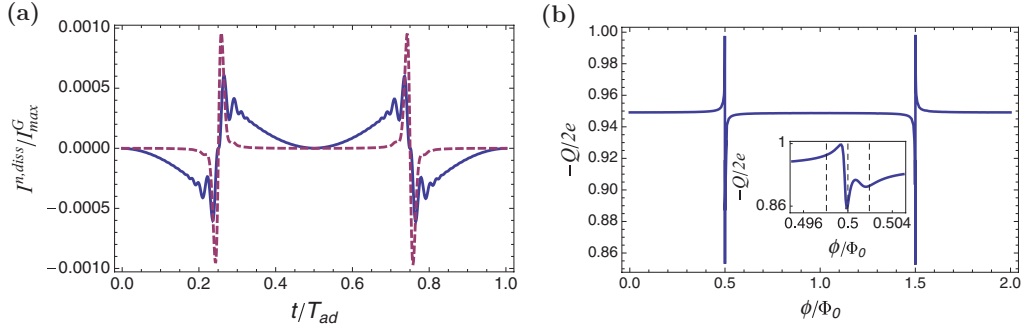 (a)
I^{n,diss}/I^G_{max}
0.0010
0.0005
0.0000
−0.0005
−0.0010
0.0 0.2 0.4 0.6 0.8 1.0
t/T_{ad}
(b)
−Q/2e
1.00
0.98
0.96
0.94
0.92
0.90
0.88
0.86
0.0 0.5 1.0 1.5 2.0
ϕ/Φ_0
−Q/2e
1
0.86
0.496 0.5 0.504
ϕ/Φ_0